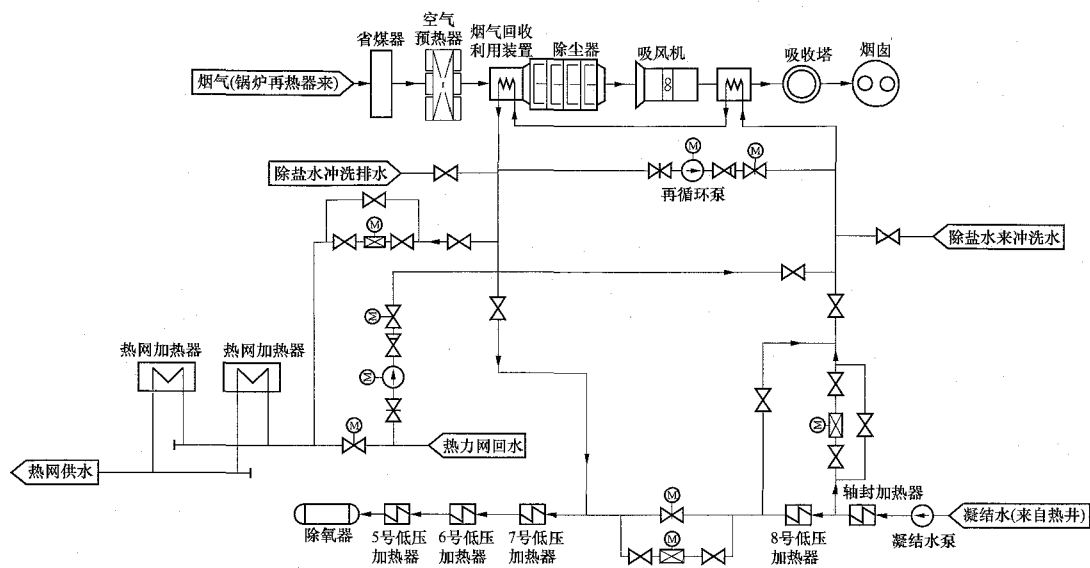 省煤器
空气
预热器
烟气回收
利用装置
除尘器
吸风机
吸收塔
烟囱
烟气(锅炉再热器来)
M
M
除盐水冲洗排水
再循环泵
M
除盐水来冲洗水
M
热网加热器
热网加热器
M
M
M
热力网回水
热网供水
轴封加热器
M
除氧器
5号低压
加热器
6号低压
加热器
7号低压
加热器
M
8号低压
加热器
凝结水泵
凝结水(来自热井)